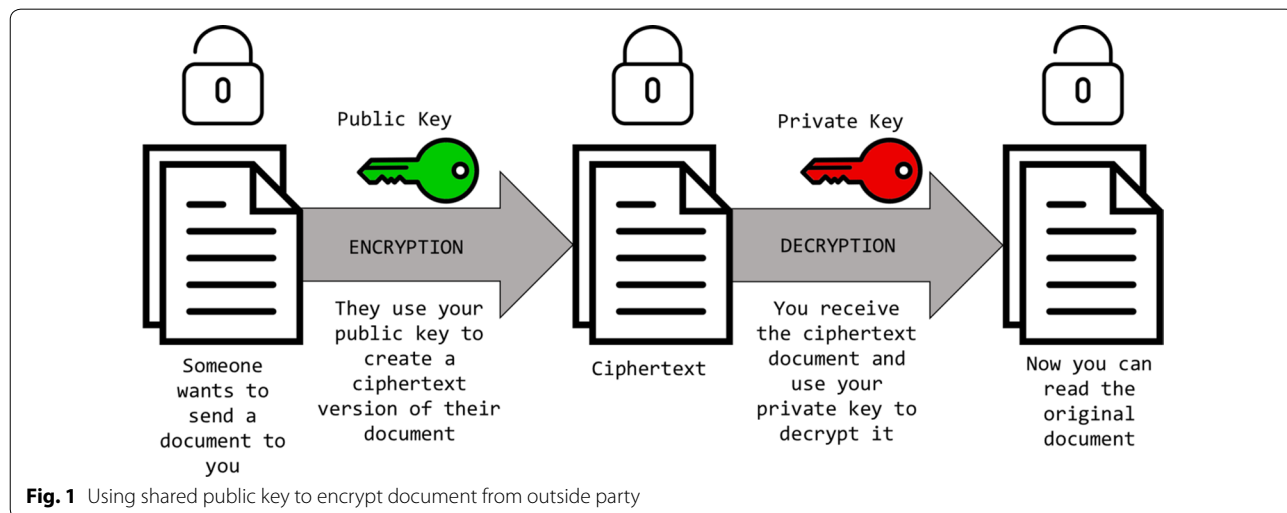 Public Key
Private Key
ENCRYPTION
DECRYPTION
Someone
wants to
send a
document to
you
They use your
public key to
create a
ciphertext
version of their
document
Ciphertext
You receive
the ciphertext
document and
use your
private key to
decrypt it
Now you can
read the
original
document
Fig. 1 Using shared public key to encrypt document from outside party